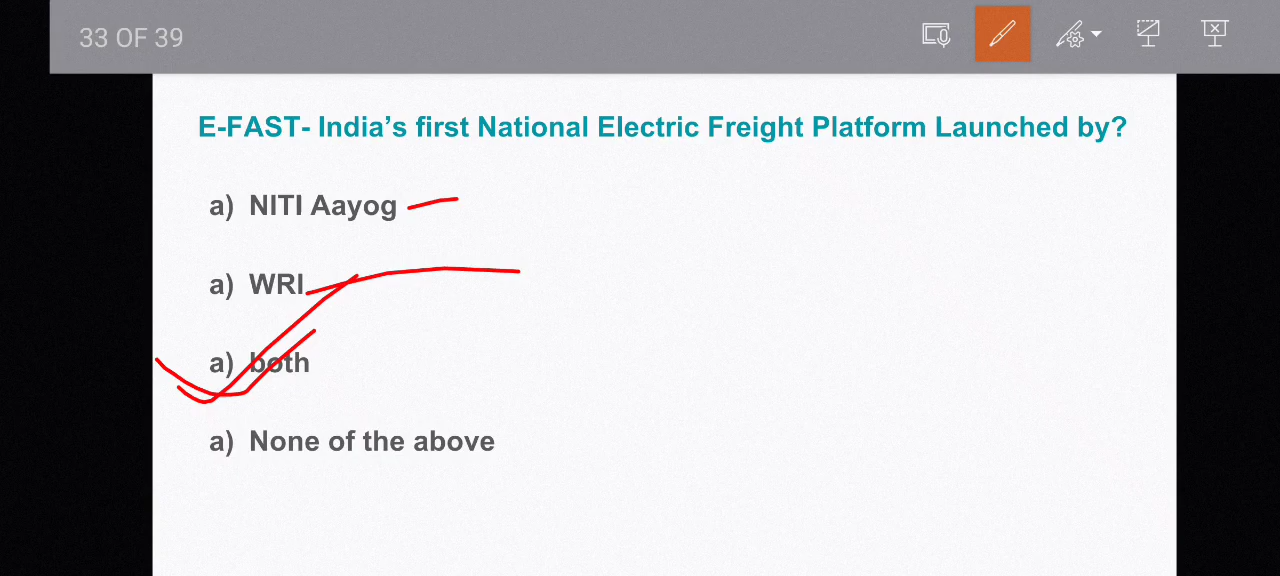 33 OF 39
E-FAST- India’s first National Electric Freight Platform Launched by?
a) NITI Aayog
a) WRI
a) both
a) None of the above